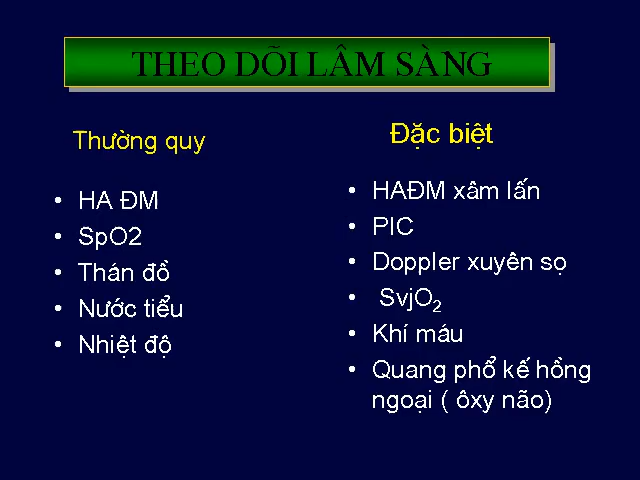 THEO DÕI LÂM SÀNG
Thường quy
• HA ĐM
• SpO2
• Thán đồ
• Nước tiểu
• Nhiệt độ
Đặc biệt
• HAĐM xâm lấn
• PIC
• Doppler xuyên sọ
• SvjO₂
• Khí máu
• Quang phổ kế hồng
ngoại ( ôxy não)